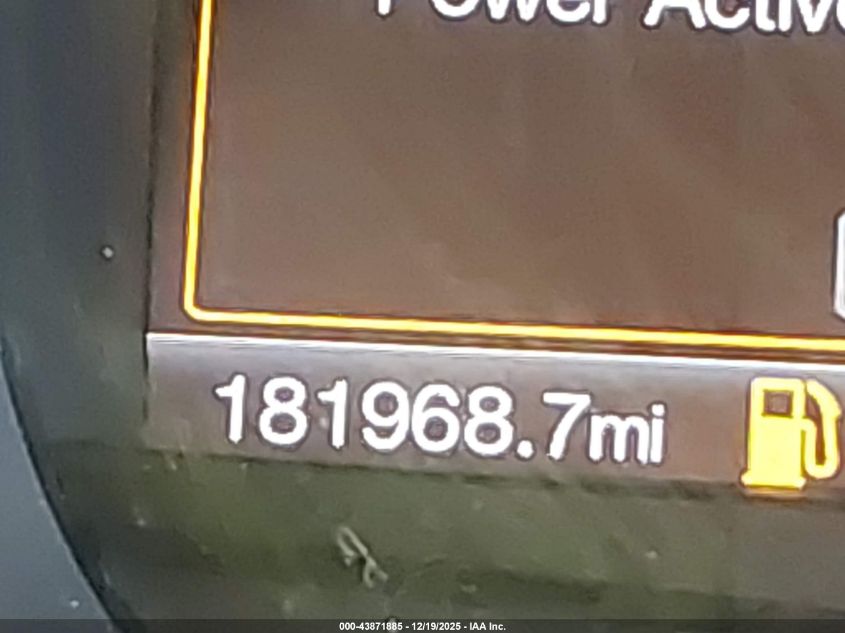 Power Active
181968.7mi
000-43871885 - 12/19/2025 - IAA Inc.